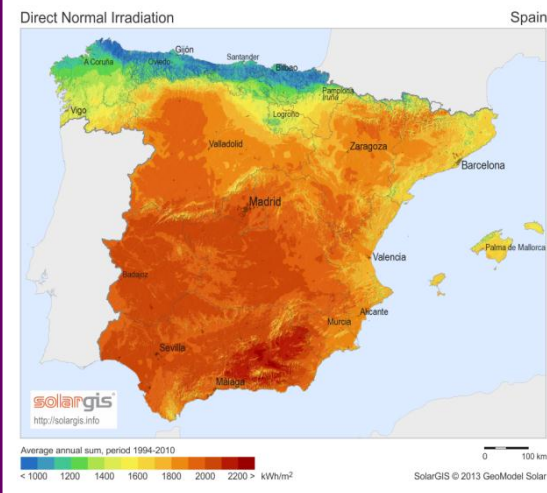 Direct Normal Irradiation
Spain
Gijón
A Coruña
Oviedo
Santander
Bilbao
Pamplona
Iruña
Vigo
Logroño
Valladolid
Zaragoza
Barcelona
Madrid
Palma de Mallorca
Valencia
Badajoz
Alicante
Murcia
Sevilla
Málaga
solargis
http://solargis.info
Average annual sum, period 1994-2010
< 1000 1200 1400 1600 1800 2000 2200 > kWh/m²
0 100 km
SolarGIS © 2013 GeoModel Solar